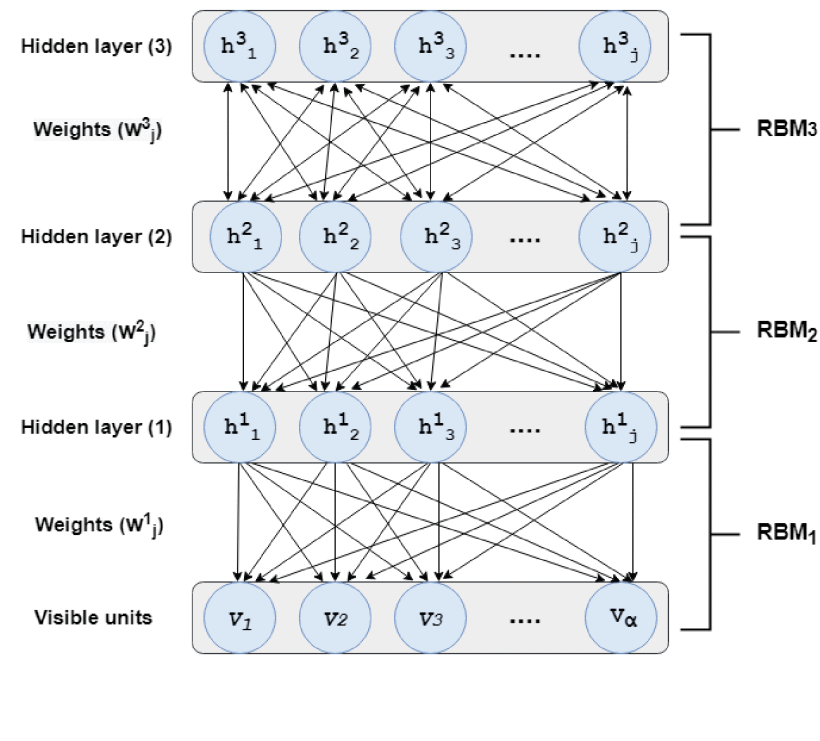 Hidden layer (3) h³₁ h³₂ h³₃ .... h³ⱼ
Weights (W³ⱼ) RBM3
Hidden layer (2) h²₁ h²₂ h²₃ .... h²ⱼ
Weights (W²ⱼ) RBM₂
Hidden layer (1) h¹₁ h¹₂ h¹₃ .... h¹ⱼ
Weights (W¹ⱼ) RBM₁
Visible units v₁ v2 v3 .... vα